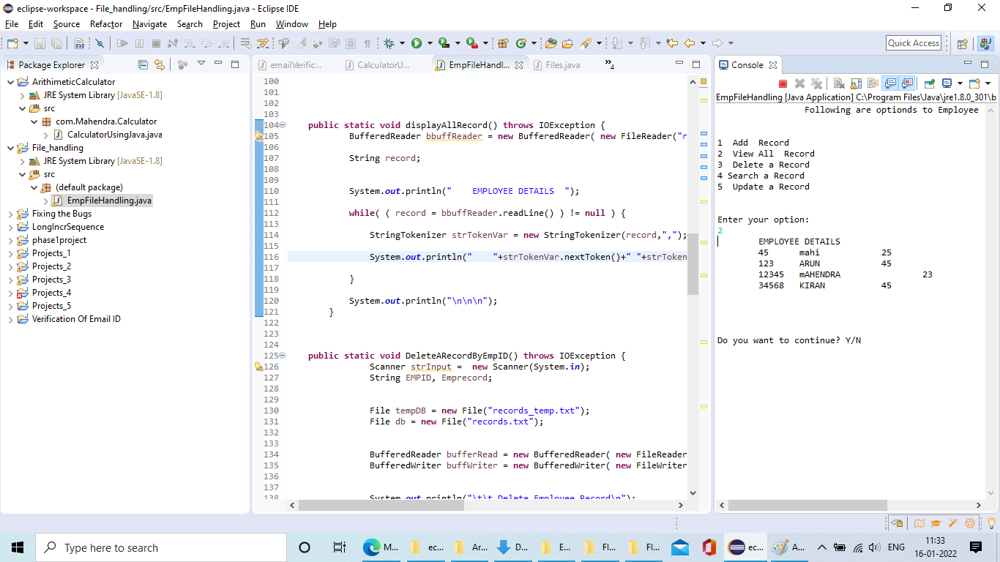 eclipse-workspace - File_handling/src/EmpFileHandling.java - Eclipse IDE
File Edit Source Refactor Navigate Search Project Run Window Help
Quick Access
Package Explorer
ArithimeticCalculator
JRE System Library [JavaSE-1.8]
src
com.Mahendra.Calculator
CalculatorUsingJava.java
File_handling
JRE System Library [JavaSE-1.8]
src
(default package)
EmpFileHandling.java
Fixing the Bugs
LongIncrSequence
phase1project
Projects_1
Projects_2
Projects_3
Projects_4
Projects_5
Verification Of Email ID
emailVerific... CalculatorU... EmpFileHandl... Files.java »4
100
101
102
103
104 public static void displayAllRecord() throws IOException {
105 BufferedReader bbuffReader = new BufferedReader( new FileReader("r
106
107 String record;
108
109
110 System.out.println("    EMPLOYEE DETAILS  ");
111
112 while( ( record = bbuffReader.readLine() ) != null ) {
113
114 StringTokenizer strTokenVar = new StringTokenizer(record,",");
115
116 System.out.println("    "+strTokenVar.nextToken()+" "+strToken
117
118 }
119
120 System.out.println("\n\n\n");
121 }
122
123
124
125 public static void DeleteARecordByEmpID() throws IOException {
126 Scanner strInput =  new Scanner(System.in);
127 String EMPID, Emprecord;
128
129
130 File tempDB = new File("records_temp.txt");
131 File db = new File("records.txt");
132
133
134 BufferedReader bufferRead = new BufferedReader( new FileReader
135 BufferedWriter buffWriter = new BufferedWriter( new FileWriter
136
137
138 System.out.println("\t\t Delete Employee Record\n");
Console
EmpFileHandling [Java Application] C:\Program Files\Java\jre1.8.0_301\b
Following are optionds to Employee
1  Add  Record
2  View All  Record
3  Delete a Record
4 Search a Record
5  Update a Record
Enter your option:
2
EMPLOYEE DETAILS
45 mahi 25
123 ARUN 45
12345 mAHENDRA 23
34568 KIRAN 45
Do you want to continue? Y/N
Type here to search
M... ec... Ar... D... E... Fl... Fl... ec... A...
ENG
11:33
16-01-2022